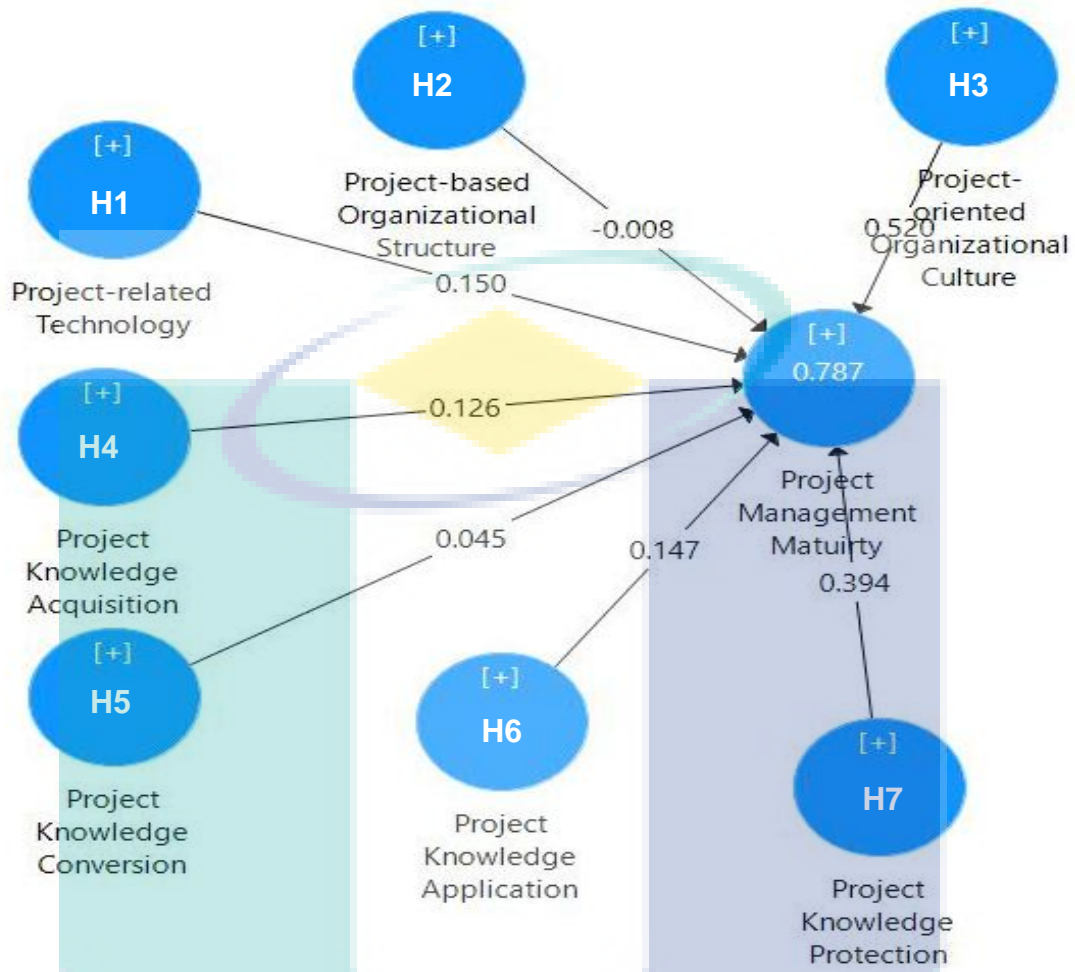 [+]
H1
Project-related
Technology
[+]
H2
Project-based
Organizational
Structure
[+]
H3
Project-
oriented
Organizational
Culture
0.150
-0.008
0.520
[+]
0.787
Project
Management
Matuirty
[+]
H4
Project
Knowledge
Acquisition
0.126
[+]
H5
Project
Knowledge
Conversion
0.045
[+]
H6
Project
Knowledge
Application
0.147
[+]
H7
Project
Knowledge
Protection
0.394